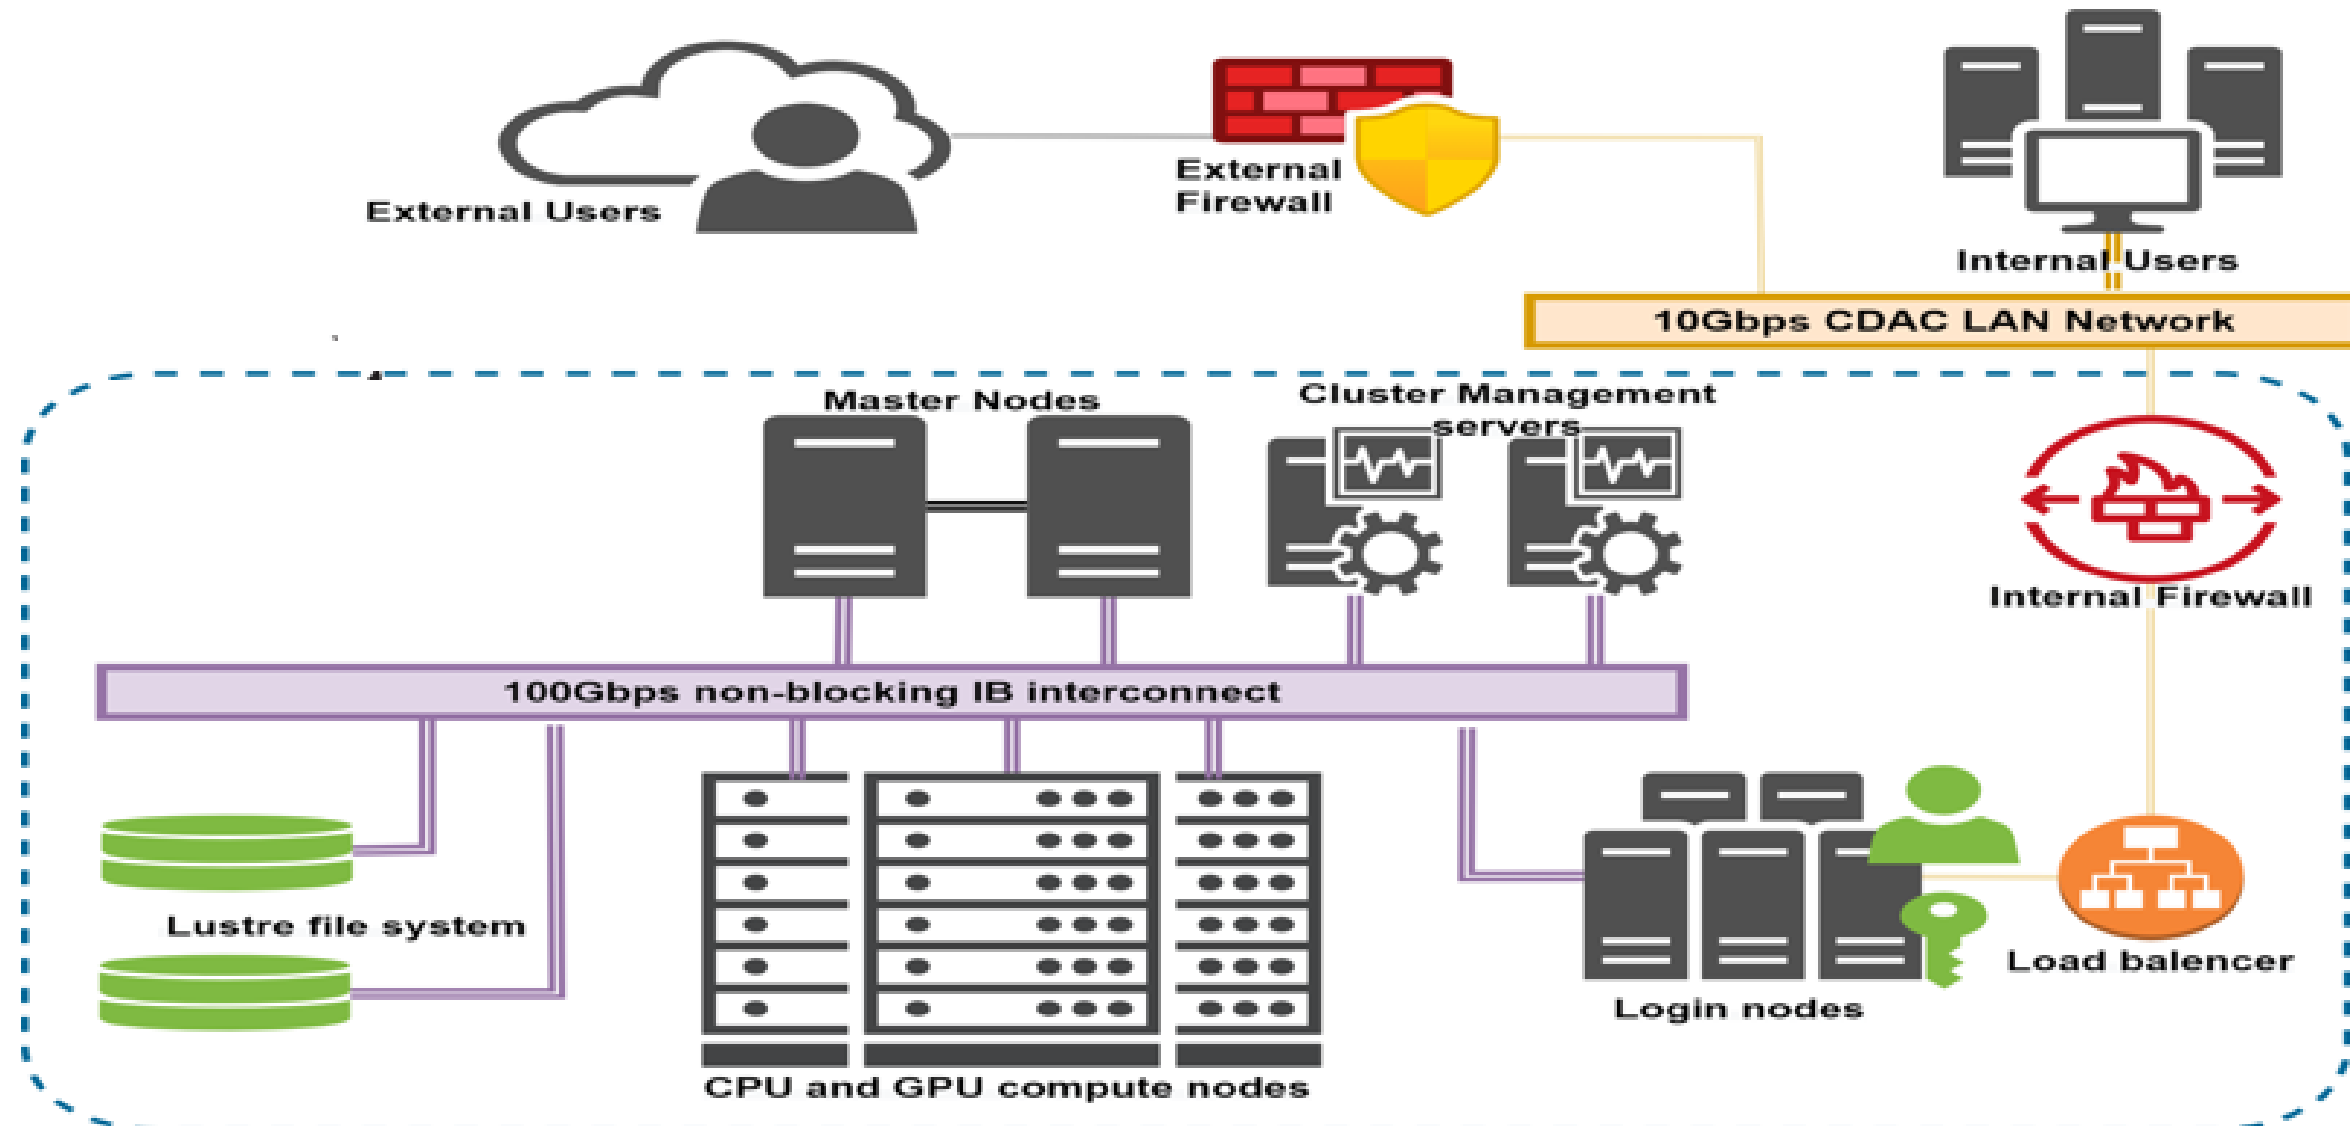 External Users
External
Firewall
Internal Users
10Gbps CDAC LAN Network
Master Nodes
Cluster Management
servers
Internal Firewall
100Gbps non-blocking IB interconnect
Lustre file system
CPU and GPU compute nodes
Login nodes
Load balencer